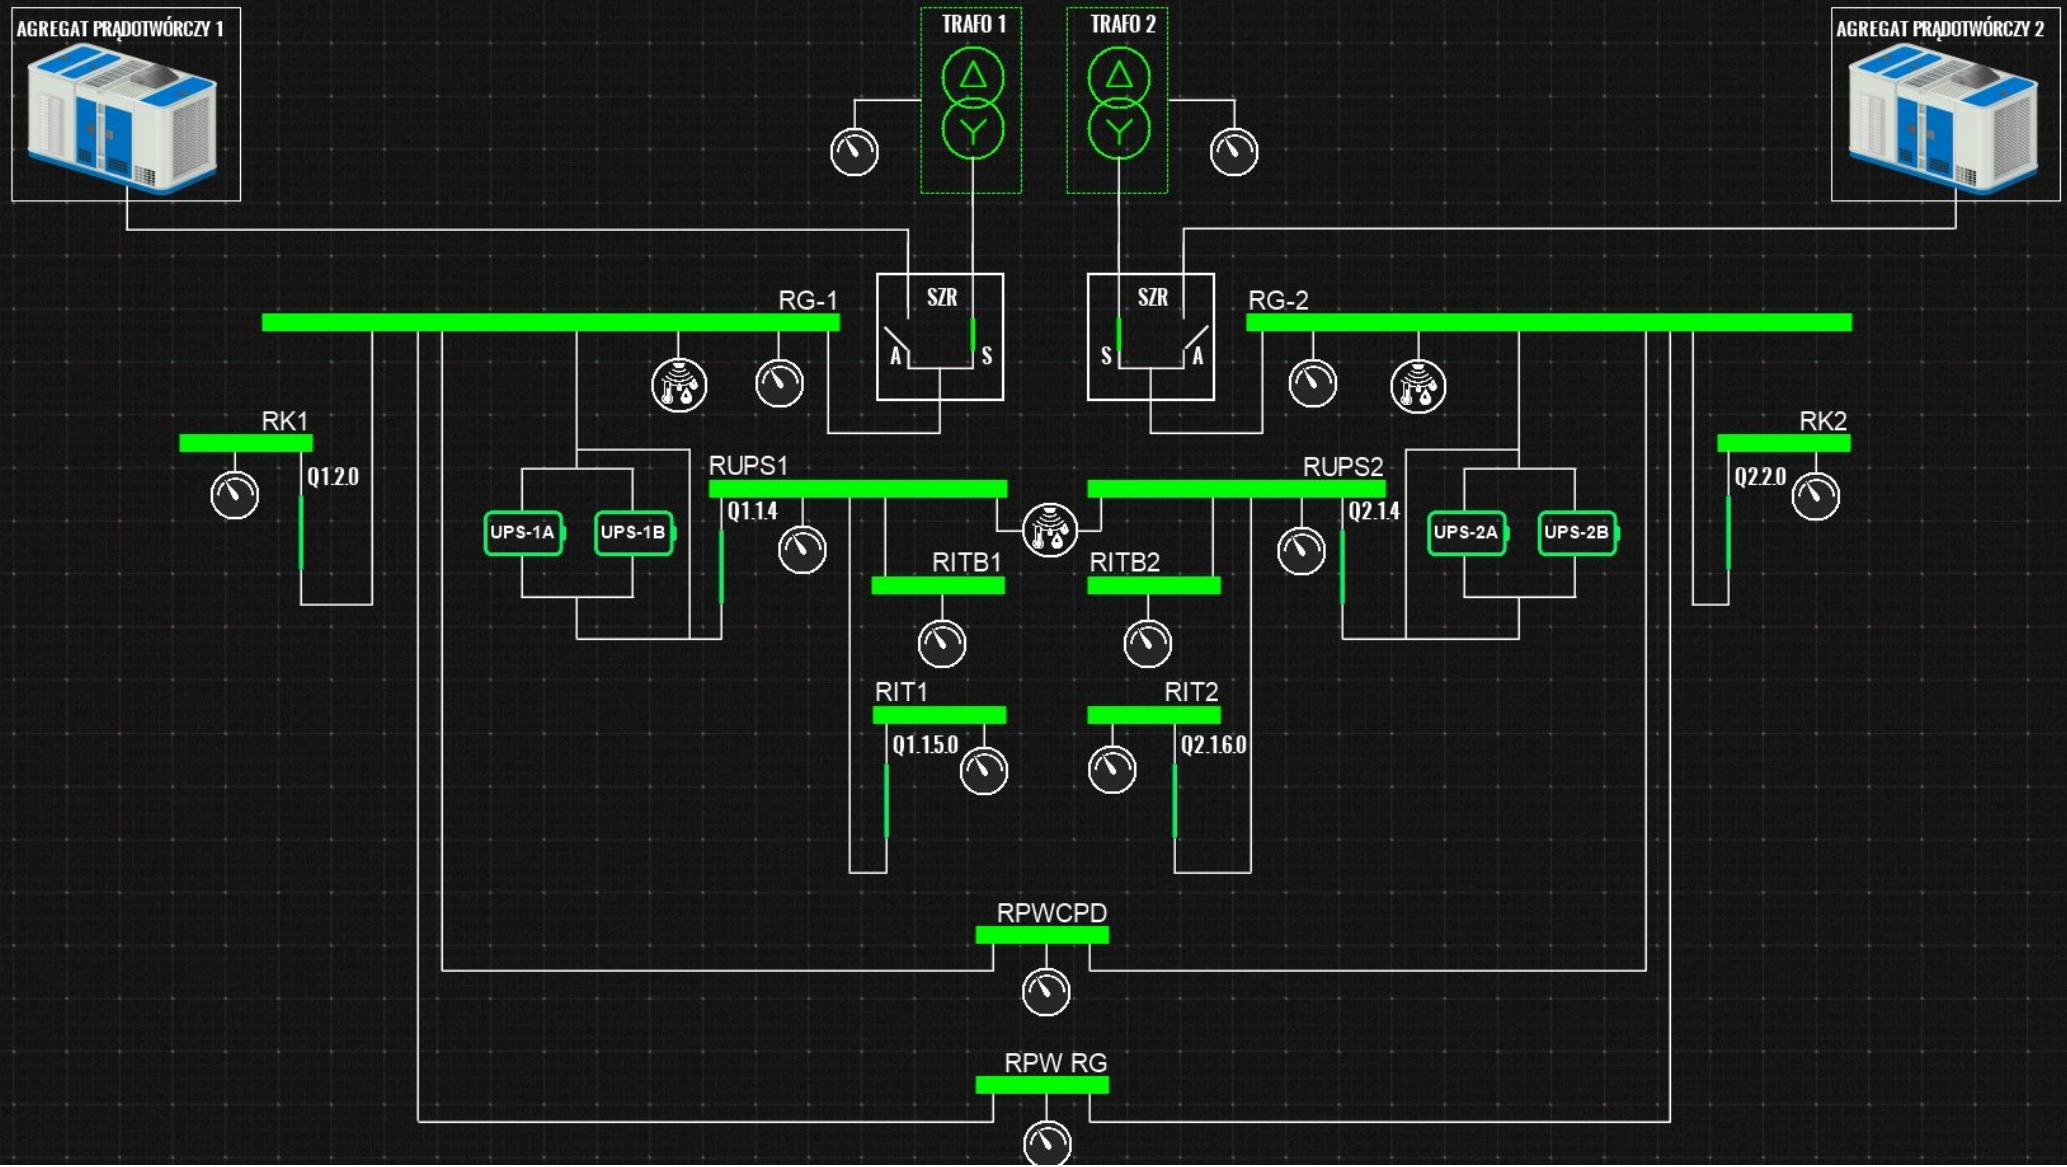 AGREGAT PRĄDOTWÓRCZY 1
TRAFO 1
TRAFO 2
AGREGAT PRĄDOTWÓRCZY 2
RG-1
SZR
A
S
SZR
S
A
RG-2
RK1
Q1.2.0
RUPS1
Q1.1.4
RUPS2
Q2.1.4
RK2
Q2.2.0
UPS-1A
UPS-1B
UPS-2A
UPS-2B
RITB1
RITB2
RIT1
Q1.1.5.0
RIT2
Q2.1.6.0
RPWCPD
RPW RG